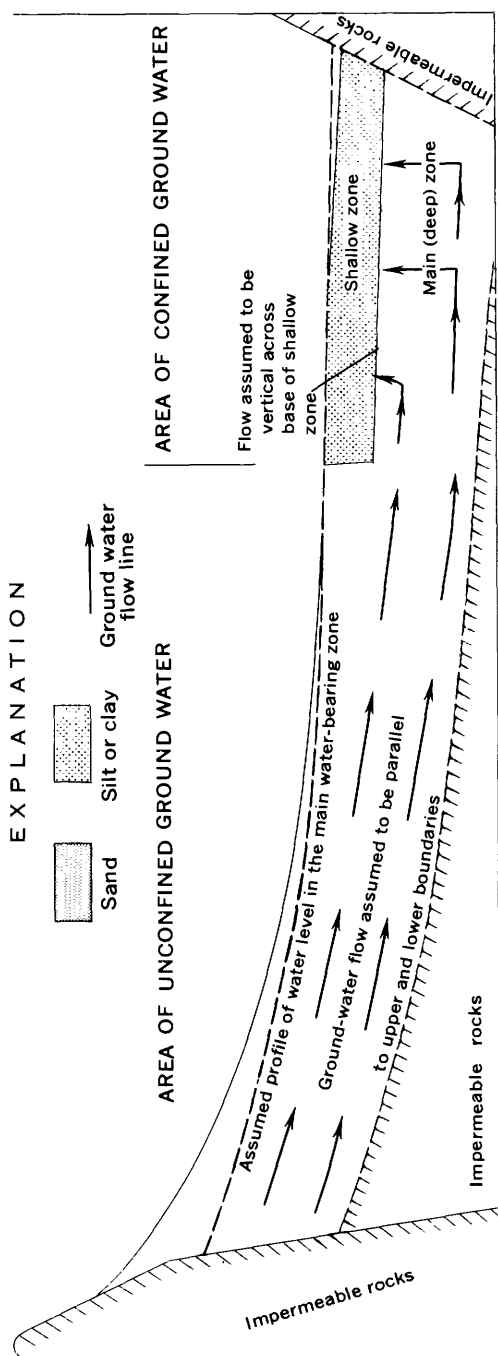 EXPLANATION
Sand
Silt or clay
Ground water
flow line
AREA OF UNCONFINED GROUND WATER
AREA OF CONFINED GROUND WATER
Flow assumed to be
vertical across
base of shallow
zone
Assumed profile of water level in the main water-bearing zone
Ground-water flow assumed to be parallel
to upper and lower boundaries
Shallow zone
Main (deep) zone
Impermeable rocks
Impermeable rocks
Impermeable rocks